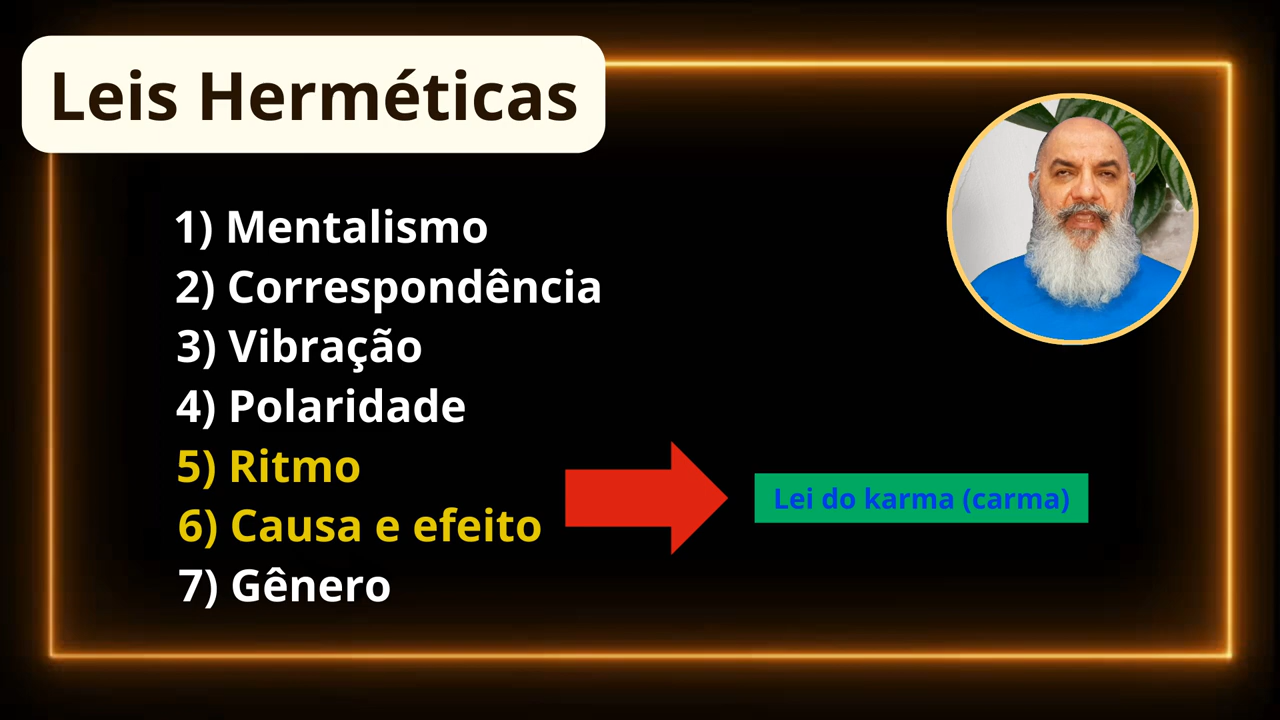 Leis Herméticas
1) Mentalismo
2) Correspondência
3) Vibração
4) Polaridade
5) Ritmo
6) Causa e efeito
Lei do karma (carma)
7) Gênero